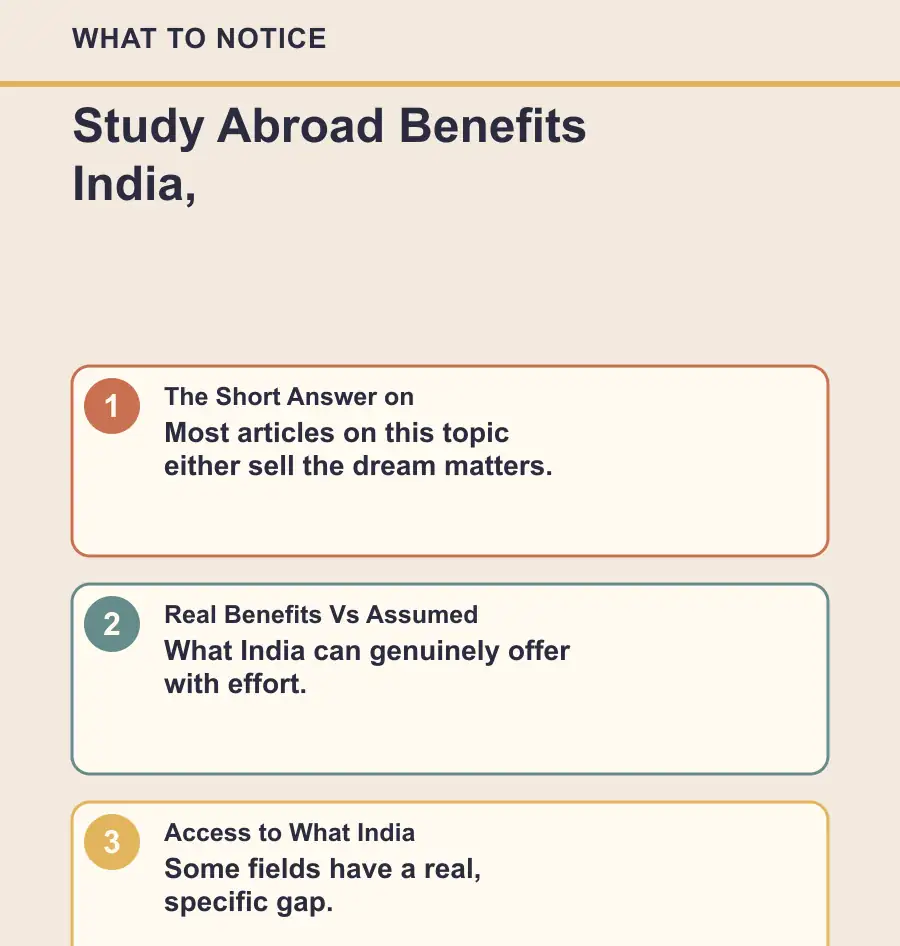 WHAT TO NOTICE
Study Abroad Benefits
India,
1
The Short Answer on
Most articles on this topic
either sell the dream matters.
2
Real Benefits Vs Assumed
What India can genuinely offer
with effort.
3
Access to What India
Some fields have a real,
specific gap.